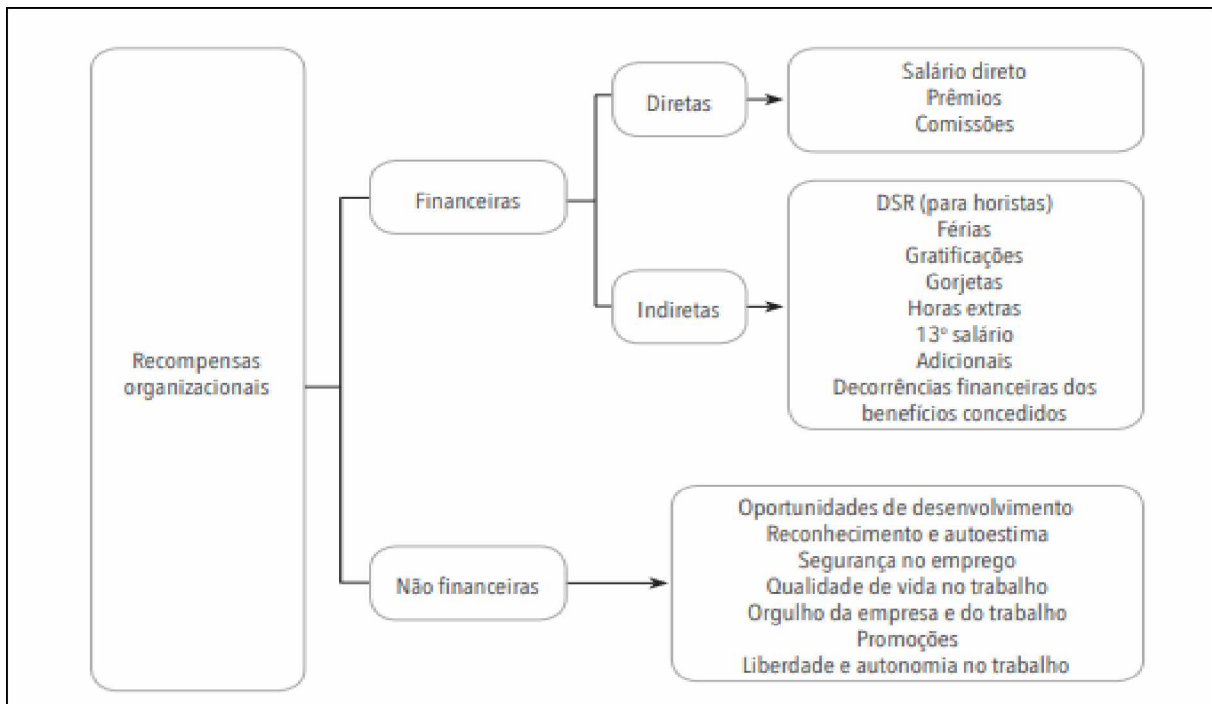 Recompensas
organizacionais
Financeiras
Diretas
Salário direto
Prêmios
Comissões
Indiretas
DSR (para horistas)
Férias
Gratificações
Gorjetas
Horas extras
13º salário
Adicionais
Decorrências financeiras dos
benefícios concedidos
Não financeiras
Oportunidades de desenvolvimento
Reconhecimento e autoestima
Segurança no emprego
Qualidade de vida no trabalho
Orgulho da empresa e do trabalho
Promoções
Liberdade e autonomia no trabalho